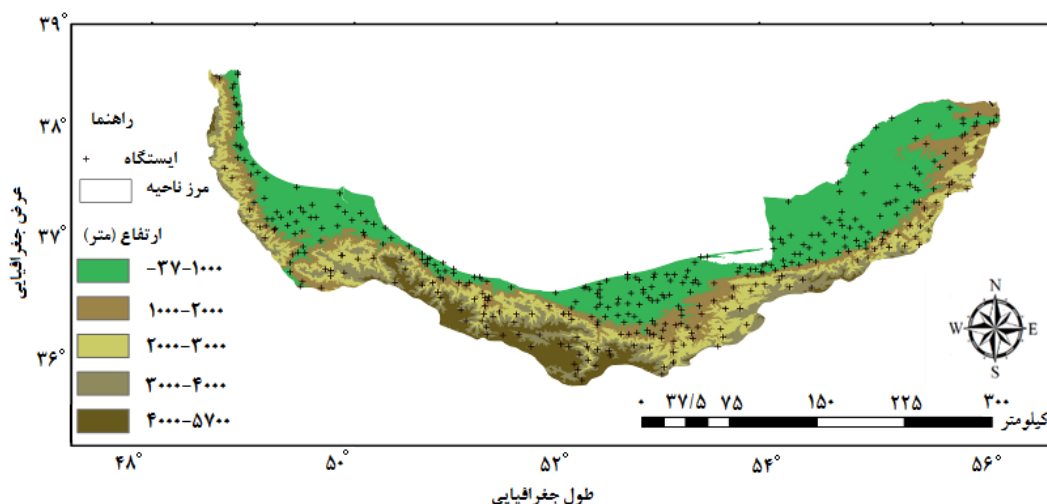 ۳۹°
۳۸°
۳۷°
۳۶°
عرض جغرافیایی
راهنما
ایستگاه
مرز ناحیه
ارتفاع (متر)
-۳۷-۱۰۰۰
۱۰۰۰-۲۰۰۰
۲۰۰۰-۳۰۰۰
۳۰۰۰-۴۰۰۰
۴۰۰۰-۵۷۰۰
N
W E
S
۰ ۳۷/۵ ۷۵ ۱۵۰ ۲۲۵ ۳۰۰
کیلومتر
۴۸° ۵۰° ۵۲° ۵۴° ۵۶°
طول جغرافیایی